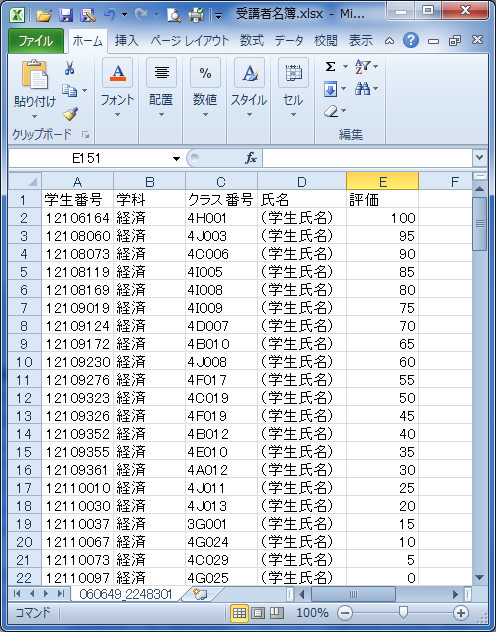 受講者名簿.xlsx - Mi...
ファイル ホーム 挿入 ページ レイアウト 数式 データ 校閲 表示
貼り付け フォント 配置 数値 スタイル セル
クリップボード 編集
E151 fx
A B C D E F
1 学生番号 学科 クラス番号 氏名 評価
2 12106164 経済 4H001 (学生氏名) 100
3 12108060 経済 4J003 (学生氏名) 95
4 12108073 経済 4C006 (学生氏名) 90
5 12108119 経済 4I005 (学生氏名) 85
6 12108169 経済 4I008 (学生氏名) 80
7 12109019 経済 4I009 (学生氏名) 75
8 12109124 経済 4D007 (学生氏名) 70
9 12109172 経済 4B010 (学生氏名) 65
10 12109230 経済 4J008 (学生氏名) 60
11 12109276 経済 4F017 (学生氏名) 55
12 12109323 経済 4C019 (学生氏名) 50
13 12109326 経済 4F019 (学生氏名) 45
14 12109352 経済 4B012 (学生氏名) 40
15 12109355 経済 4E010 (学生氏名) 35
16 12109361 経済 4A012 (学生氏名) 30
17 12110010 経済 4J011 (学生氏名) 25
18 12110030 経済 4J013 (学生氏名) 20
19 12110037 経済 3G001 (学生氏名) 15
20 12110067 経済 4G024 (学生氏名) 10
21 12110073 経済 4C029 (学生氏名) 5
22 12110097 経済 4G025 (学生氏名) 0
060649_2248301
コマンド 100%